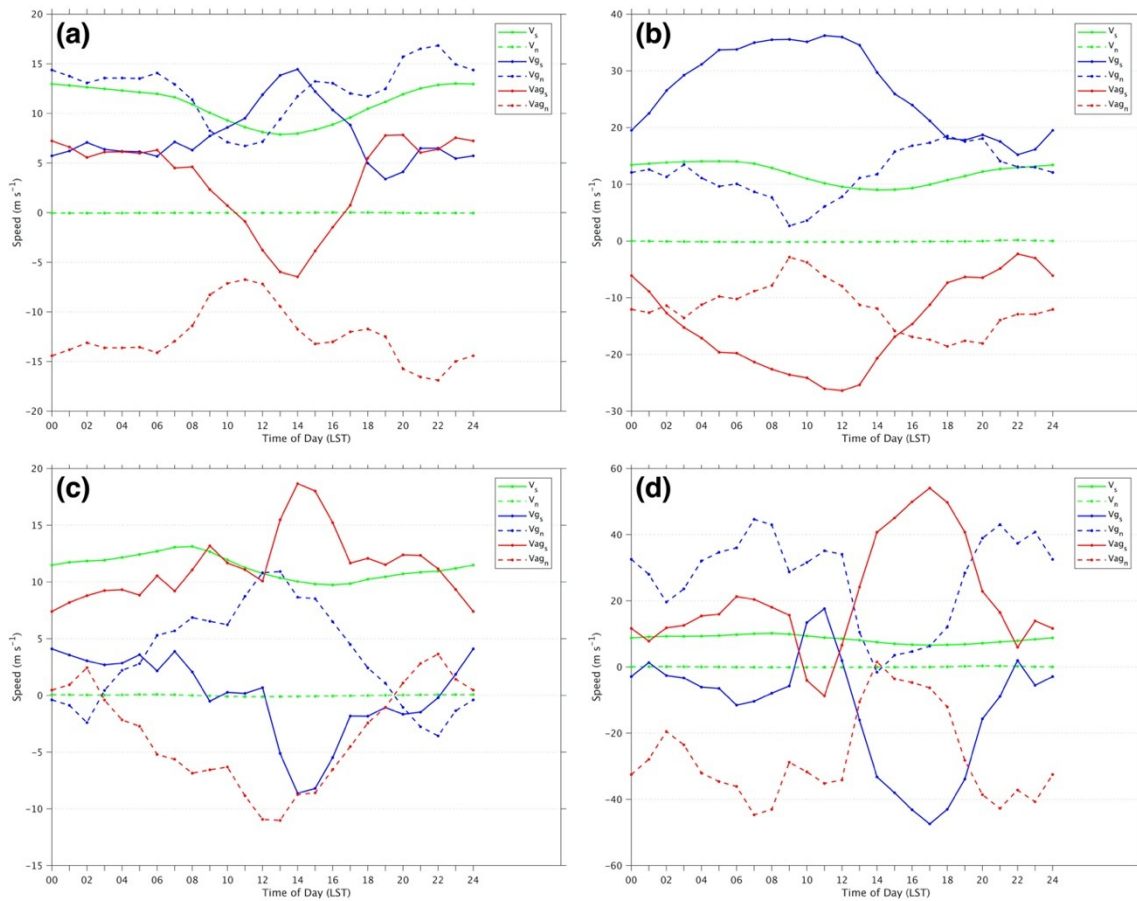 (a)
20
15
10
5
0
−5
−10
−15
−20
Speed (m s⁻¹)
00 02 04 06 08 10 12 14 16 18 20 22 24
Time of Day (LST)
Vₛ
Vₙ
Vgₛ
Vgₙ
Vagₛ
Vagₙ
(b)
40
30
20
10
0
−10
−20
−30
Speed (m s⁻¹)
00 02 04 06 08 10 12 14 16 18 20 22 24
Time of Day (LST)
Vₛ
Vₙ
Vgₛ
Vgₙ
Vagₛ
Vagₙ
(c)
20
15
10
5
0
−5
−10
−15
Speed (m s⁻¹)
00 02 04 06 08 10 12 14 16 18 20 22 24
Time of Day (LST)
Vₛ
Vₙ
Vgₛ
Vgₙ
Vagₛ
Vagₙ
(d)
60
40
20
0
−20
−40
−60
Speed (m s⁻¹)
00 02 04 06 08 10 12 14 16 18 20 22 24
Time of Day (LST)
Vₛ
Vₙ
Vgₛ
Vgₙ
Vagₛ
Vagₙ